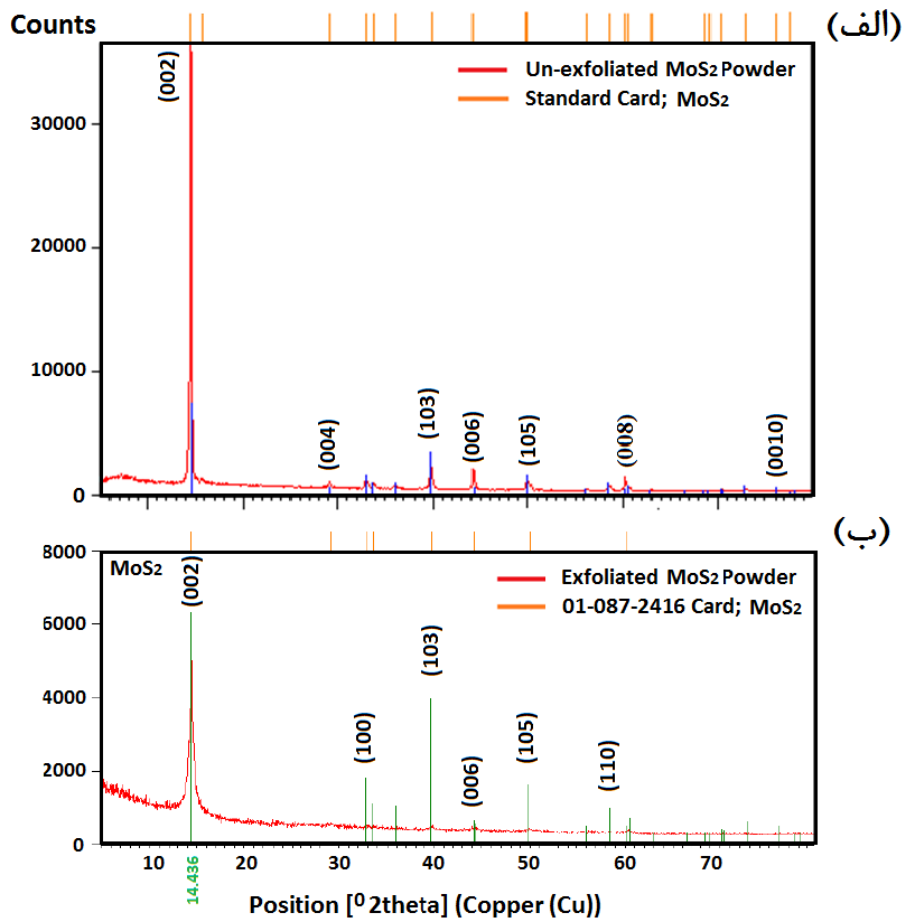 Counts
(الف)
(002)
Un-exfoliated MoS2 Powder
Standard Card; MoS2
30000
20000
10000
0
(004)
(103)
(006)
(105)
(008)
(0010)
(ب)
8000
6000
4000
2000
0
MoS2
(002)
Exfoliated MoS2 Powder
01-087-2416 Card; MoS2
(100)
(103)
(006)
(105)
(110)
10 20 30 40 50 60 70
14.436
Position [⁰ 2theta] (Copper (Cu))